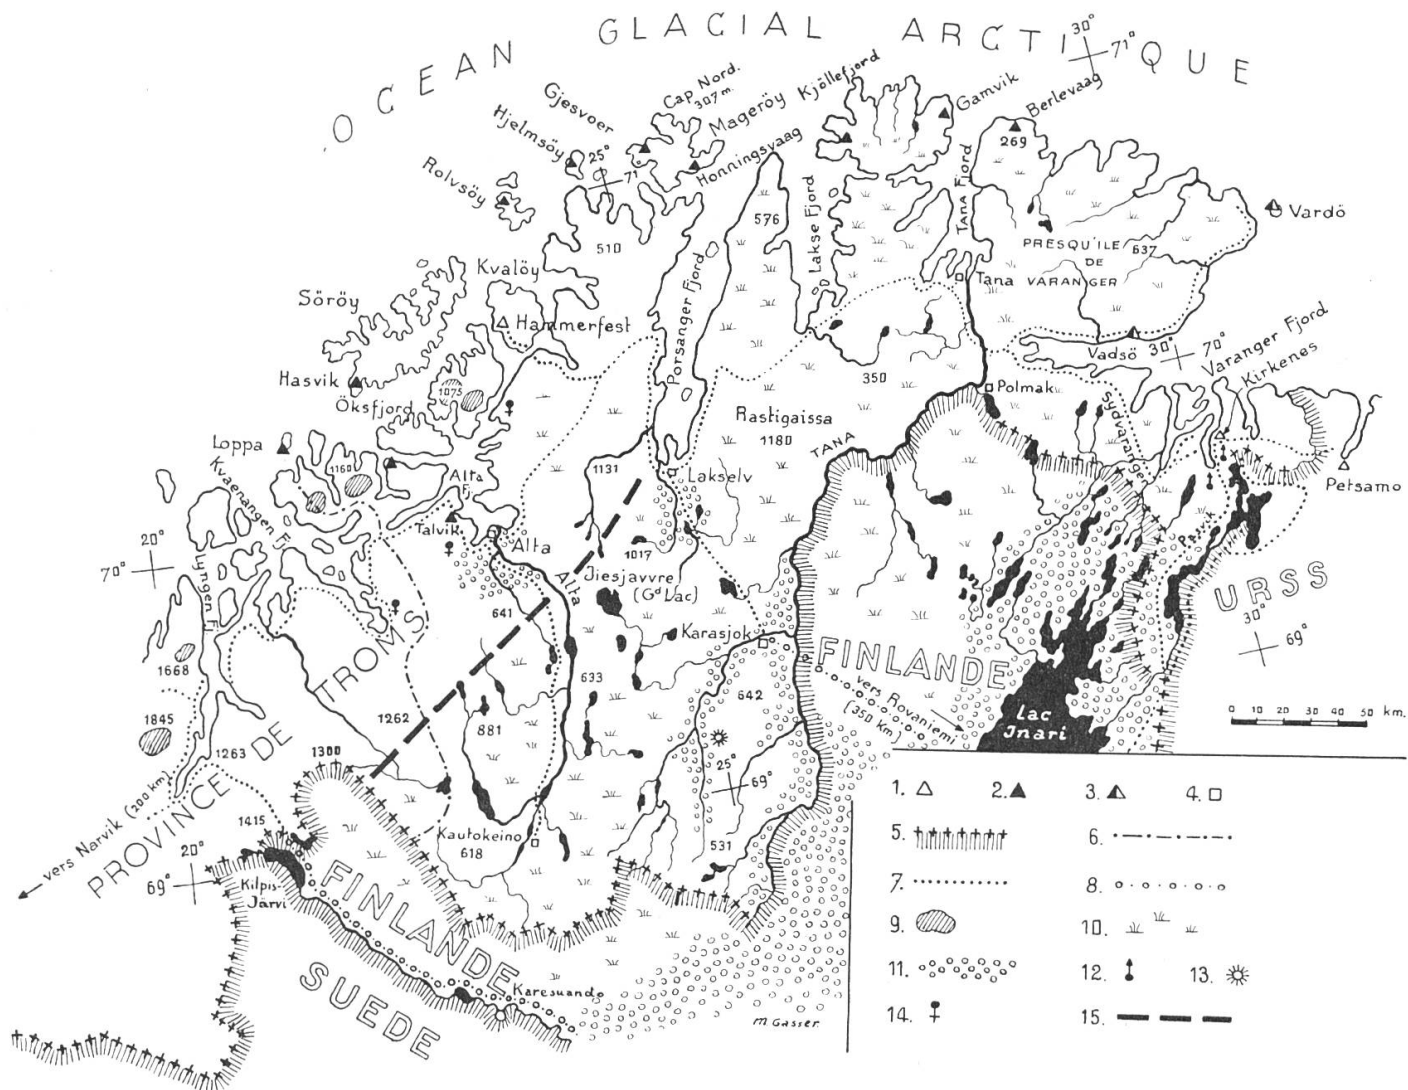 OCEAN GLACIAL ARCTIQUE
30°
71°
Cap Nord.
307 m.
Gjesvoer
Mageröy
Kjöllefjord
Gamvik
Berlevaag
Hjelmsöy
25°
71°
Honningsvaag
269
Rolvsöy
Tana Fjord
Lakse Fjord
576
Vardö
510
PRESQU'ILE
DE
VARANGER
637
Kvalöy
Söröy
Porsanger Fjord
Tana
Hammerfest
Vadsö
30°
70°
Varanger Fjord
Kirkenes
Hasvik
1075
350
Öksfjord
Polmak
Sydvaranger
Rastigaissa
1180
TANA
Loppa
1160
Kvaenangen Fj.
Alta
Fj.
1131
Lakselv
Petsamo
Talvik
20°
70°
Alta
Alta
1017
Jiesjavvre
(Gd Lac)
Pasvik
Lyngen Fj.
641
URSS
30°
69°
Karasjok
1668
TROMS
FINLANDE
633
642
vers Rovaniemi
(350 km)
Lac
Inari
0 10 20 30 40 50 km.
1845
1262
881
1263
DE
1300
25°
69°
vers Narvik (200 km)
PROVINCE
1415
Kautokeino
618
531
20°
69°
Kilpis-
Järvi
FINLANDE
SUEDE
Karesuando
M Gasser.
1. 2. 3. 4.
5. 6.
7. 8.
9. 10.
11. 12. 13.
14. 15.